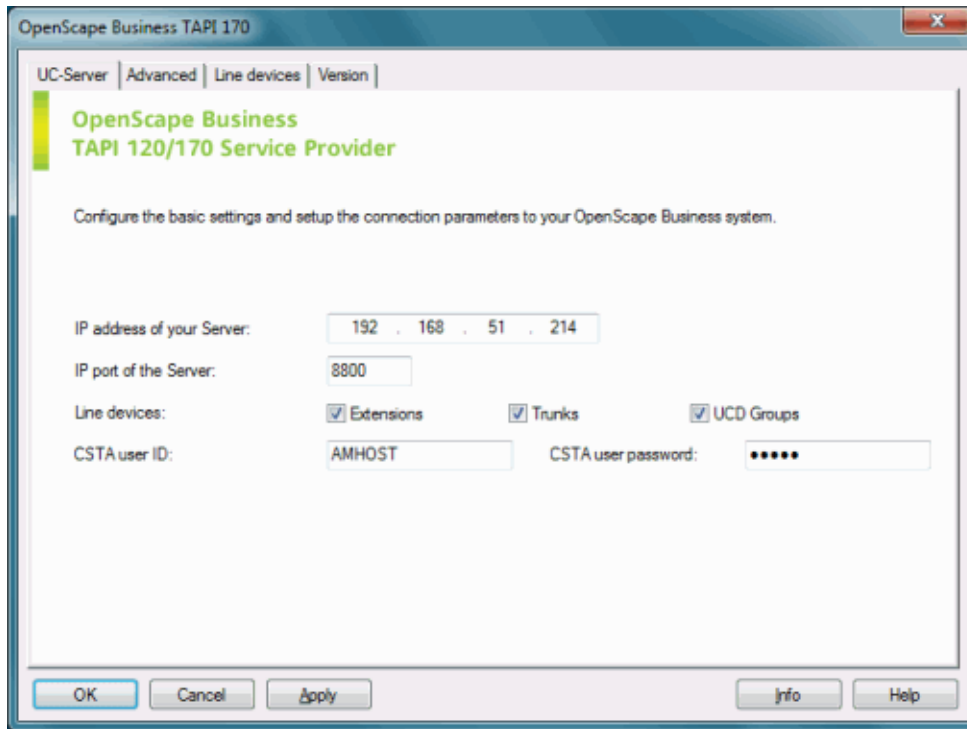 OpenScape Business TAPI 170
UC-Server Advanced Line devices Version
OpenScape Business
TAPI 120/170 Service Provider
Configure the basic settings and setup the connection parameters to your OpenScape Business system.
IP address of your Server: 192 . 168 . 51 . 214
IP port of the Server: 8800
Line devices: Extensions Trunks UCD Groups
CSTA user ID: AMHOST CSTA user password: •••••
OK Cancel Apply Info Help